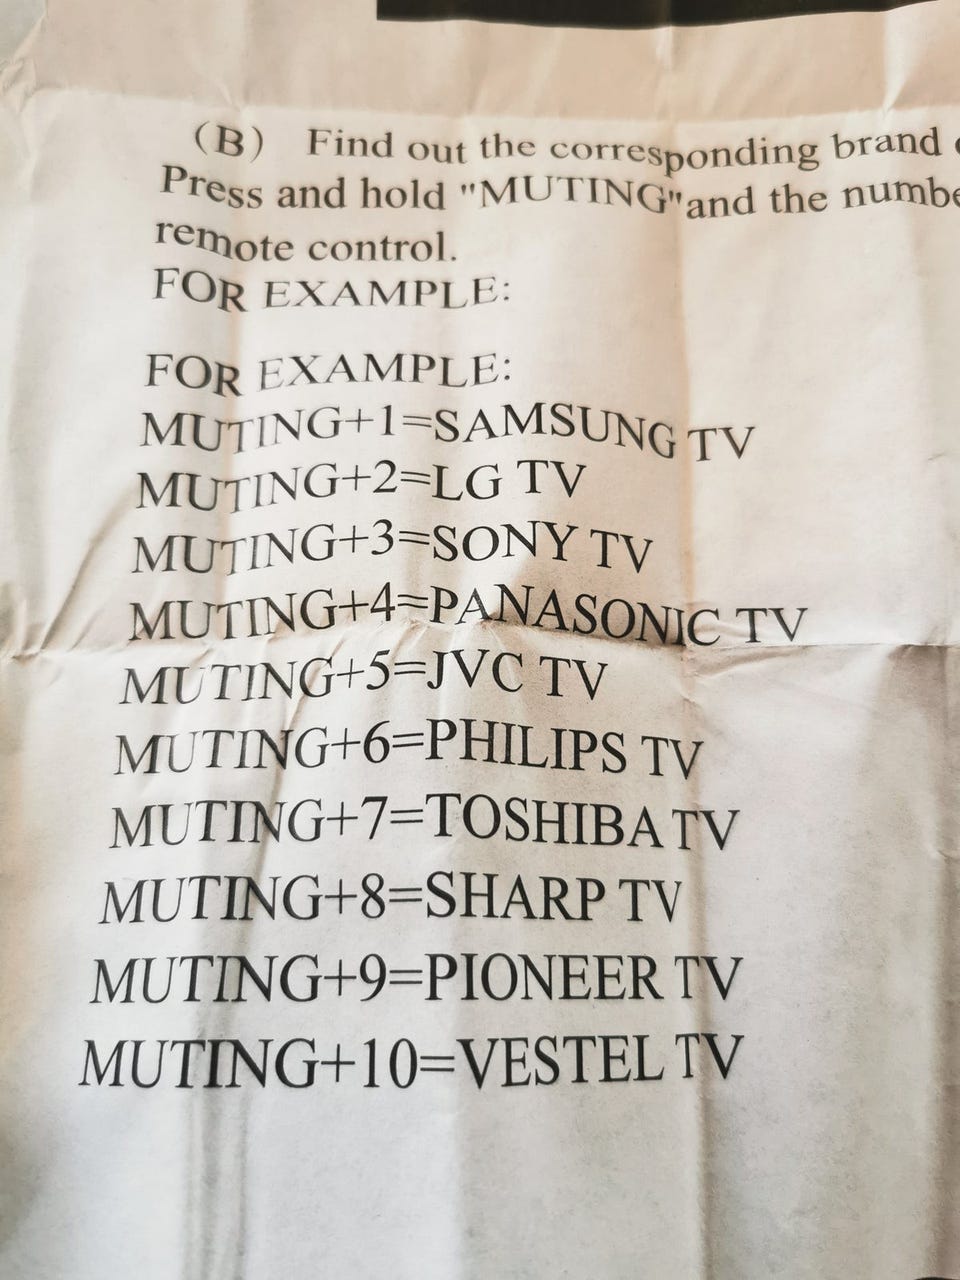 (B) Find out the corresponding brand
Press and hold "MUTING"and the
remote control.
FOR EXAMPLE:
FOR EXAMPLE:
MUTING+1=SAMSUNG TV
MUTING+2=LG TV
MUTING+3=SONY TV
MUTING+4=PANASONIC TV
MUTING+5=JVC TV
MUTING+6=PHILIPS TV
MUTING+7=TOSHIBA TV
MUTING+8=SHARP TV
MUTING+9=PIONEER TV
MUTING+10=VESTEL TV